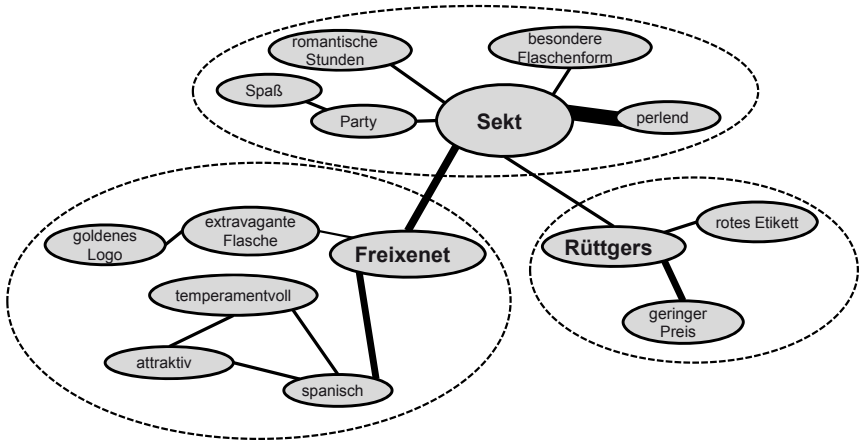 romantische
Stunden
besondere
Flaschenform
Spaß
Party
Sekt
perlend
goldenes
Logo
extravagante
Flasche
Freixenet
temperamentvoll
attraktiv
spanisch
Rüttgers
rotes Etikett
geringer
Preis